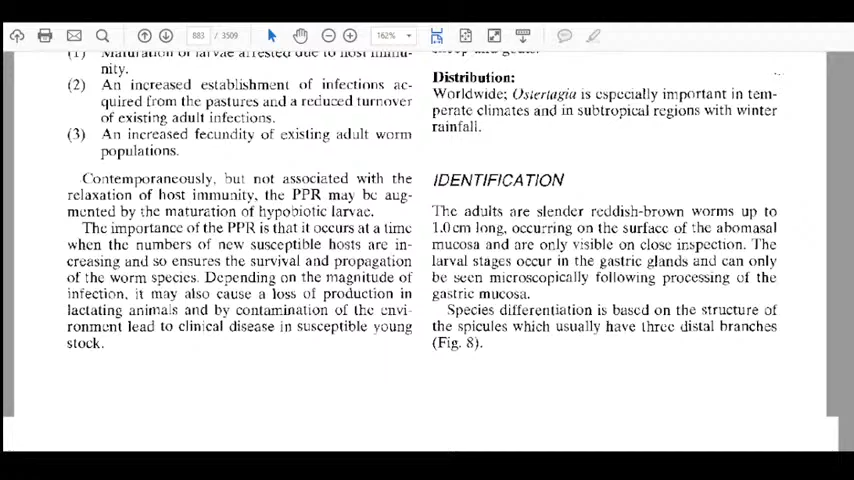 883 / 3509
162%
(1) Maturation of larvae arrested due to host immu-
nity.
(2) An increased establishment of infections ac-
quired from the pastures and a reduced turnover
of existing adult infections.
(3) An increased fecundity of existing adult worm
populations.
Contemporaneously, but not associated with the
relaxation of host immunity, the PPR may be aug-
mented by the maturation of hypobiotic larvae.
The importance of the PPR is that it occurs at a time
when the numbers of new susceptible hosts are in-
creasing and so ensures the survival and propagation
of the worm species. Depending on the magnitude of
infection, it may also cause a loss of production in
lactating animals and by contamination of the envi-
ronment lead to clinical disease in susceptible young
stock.
and goats.
Distribution:
Worldwide; Ostertagia is especially important in tem-
perate climates and in subtropical regions with winter
rainfall.
IDENTIFICATION
The adults are slender reddish-brown worms up to
1.0 cm long, occurring on the surface of the abomasal
mucosa and are only visible on close inspection. The
larval stages occur in the gastric glands and can only
be seen microscopically following processing of the
gastric mucosa.
Species differentiation is based on the structure of
the spicules which usually have three distal branches
(Fig. 8).